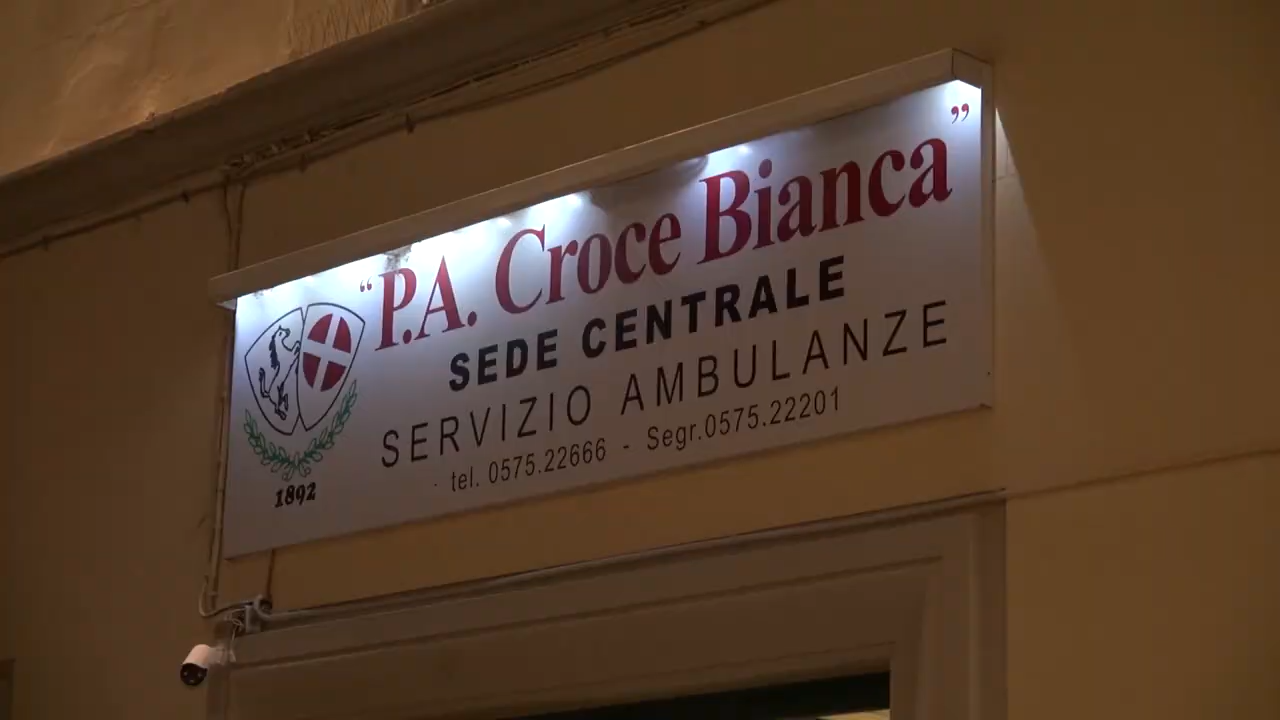 “P.A. Croce Bianca”
SEDE CENTRALE
SERVIZIO AMBULANZE
tel. 0575.22666 - Segr.0575.22201
1892